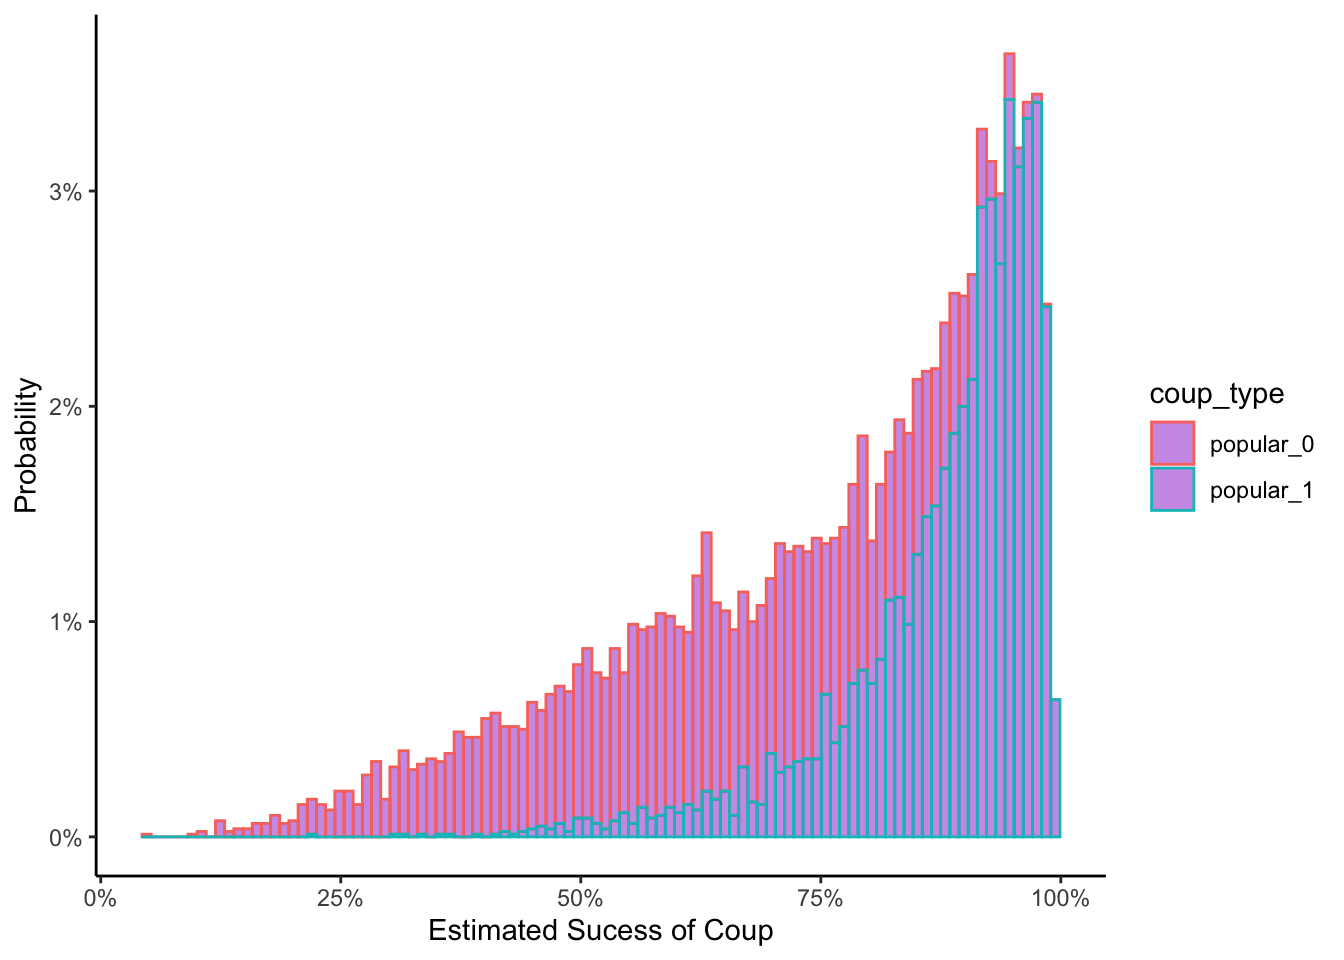 Probability
3%
2%
1%
0%
0%
25%
50%
75%
100%
Estimated Sucess of Coup
coup_type
popular_0
popular_1